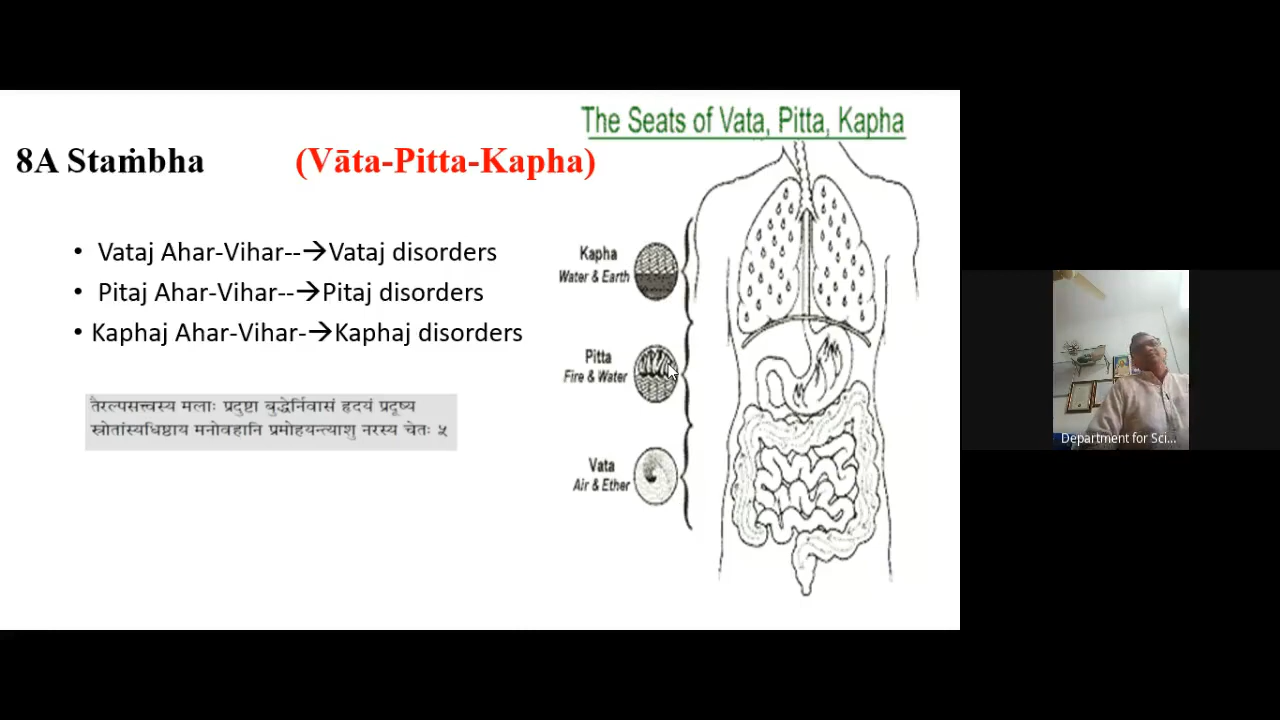 The Seats of Vata, Pitta, Kapha
8A Staṁbha (Vāta-Pitta-Kapha)
• Vataj Ahar-Vihar--→Vataj disorders
• Pitaj Ahar-Vihar--→Pitaj disorders
• Kaphaj Ahar-Vihar-→Kaphaj disorders
तैरल्पसत्त्वस्य मलाः प्रदुष्टा बुद्धेर्निवासं हृदयं प्रदूष्य
स्रोतांस्यधिष्ठाय मनोवहानि प्रमोहयन्त्याशु नरस्य चेतः ५
Kapha
Water & Earth
Pitta
Fire & Water
Vata
Air & Ether
Department for Sci...